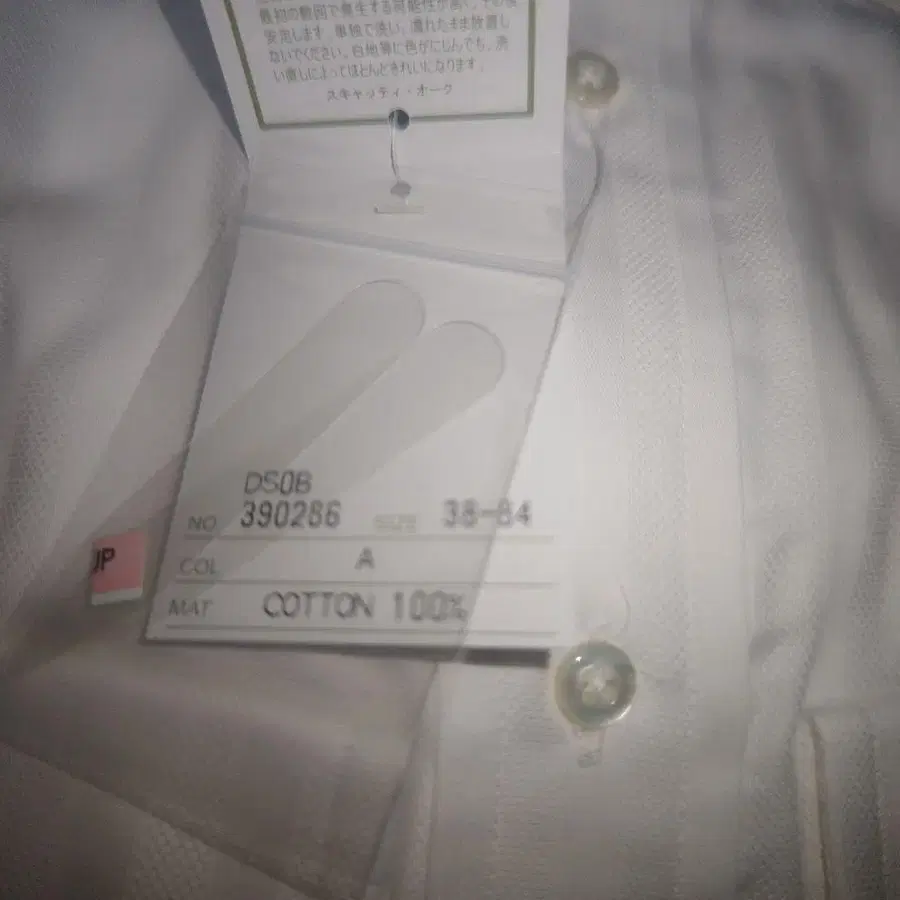 最初の数回で発生する可能性が高く、その後
安定します。単独で洗い、濡れたまま放置し
ないでください。白地等に色がにじんでも、洗
い直しによってほとんどきれいになります。
スキャッティ・オーク
D50B
NO 390286 SIZE 38-84
COL A
JP
MAT COTTON 100%